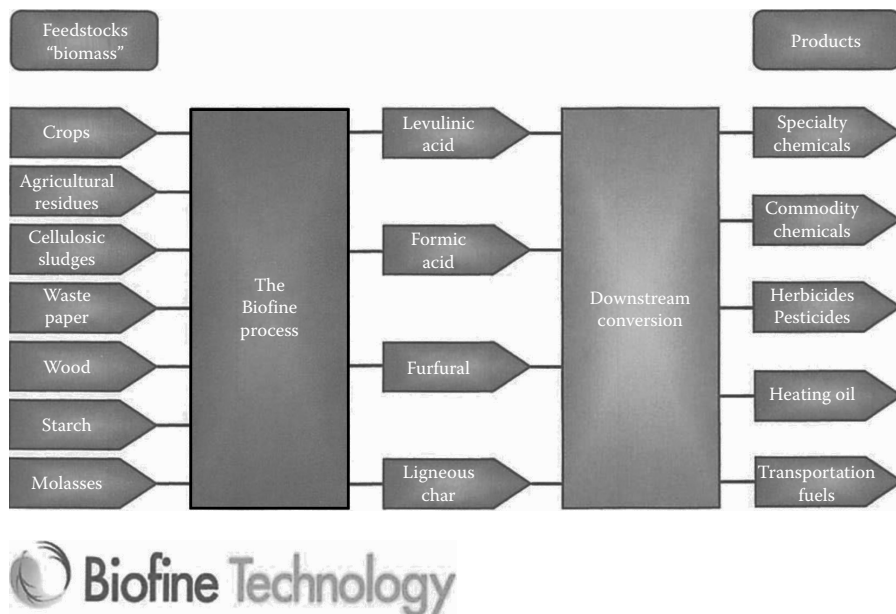 Feedstocks
“biomass”
Products
Crops
Agricultural
residues
Cellulosic
sludges
Waste
paper
Wood
Starch
Molasses
The
Biofine
process
Levulinic
acid
Formic
acid
Furfural
Ligneous
char
Downstream
conversion
Specialty
chemicals
Commodity
chemicals
Herbicides
Pesticides
Heating oil
Transportation
fuels
Biofine Technology